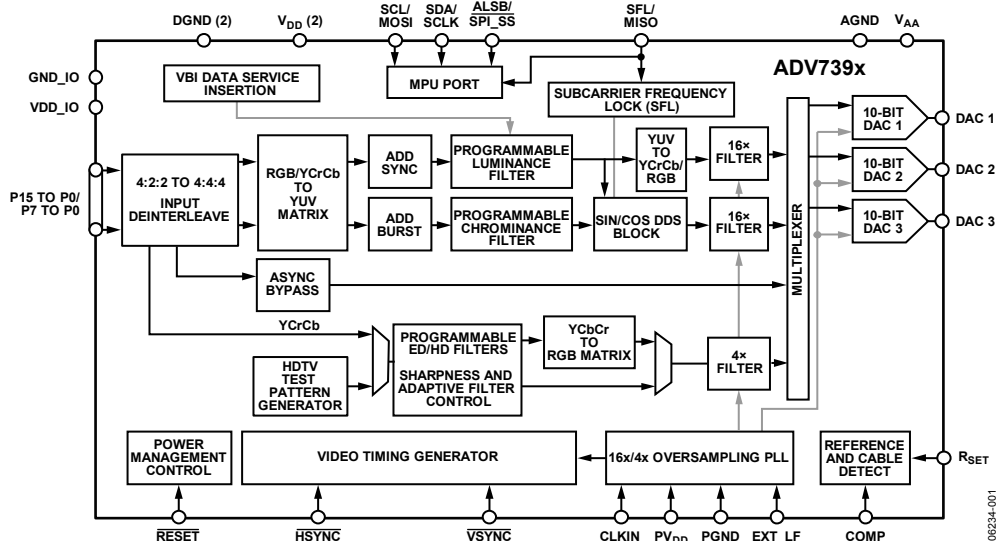 DGND (2)
VDD (2)
SCL/
MOSI
SDA/
SCLK
ALSB/
SPI_SS
SFL/
MISO
AGND
VAA
GND_IO
VDD_IO
VBI DATA SERVICE
INSERTION
MPU PORT
SUBCARRIER FREQUENCY
LOCK (SFL)
ADV739x
P15 TO P0/
P7 TO P0
4:2:2 TO 4:4:4
INPUT
DEINTERLEAVE
RGB/YCrCb
TO
YUV
MATRIX
ADD
SYNC
PROGRAMMABLE
LUMINANCE
FILTER
YUV
TO
YCrCb/
RGB
16×
FILTER
ADD
BURST
PROGRAMMABLE
CHROMINANCE
FILTER
SIN/COS DDS
BLOCK
16×
FILTER
MULTIPLEXER
10-BIT
DAC 1
DAC 1
10-BIT
DAC 2
DAC 2
10-BIT
DAC 3
DAC 3
ASYNC
BYPASS
YCrCb
HDTV
TEST
PATTERN
GENERATOR
PROGRAMMABLE
ED/HD FILTERS
SHARPNESS AND
ADAPTIVE FILTER
CONTROL
YCbCr
TO
RGB MATRIX
4×
FILTER
POWER
MANAGEMENT
CONTROL
VIDEO TIMING GENERATOR
16x/4x OVERSAMPLING PLL
REFERENCE
AND CABLE
DETECT
RSET
RESET
HSYNC
VSYNC
CLKIN
PVDD
PGND
EXT_LF
COMP
06234-001